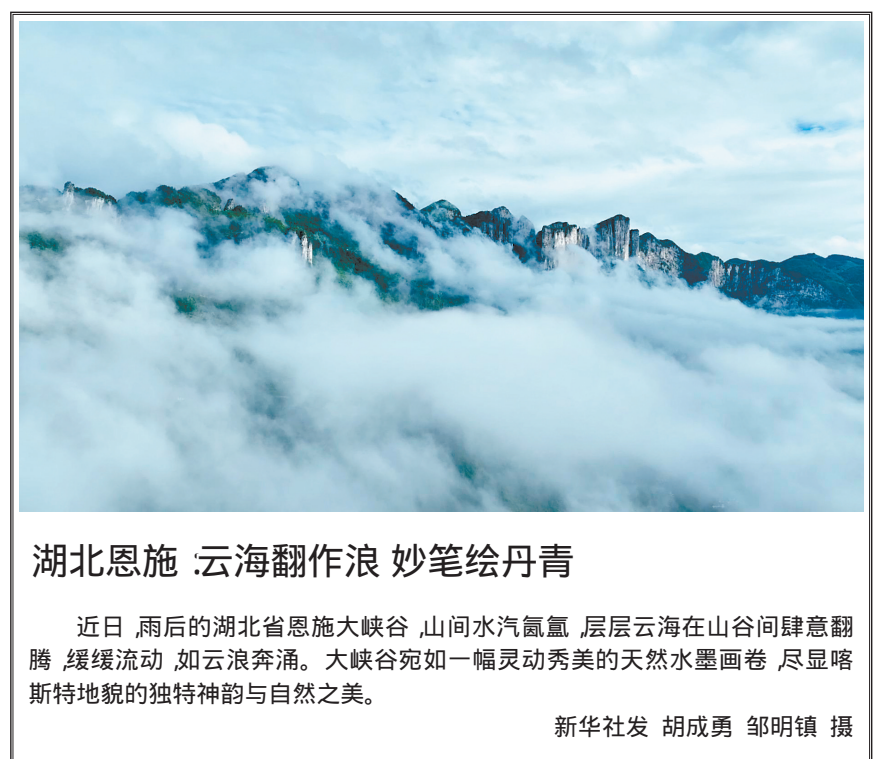 湖北恩施:云海翻作浪 妙笔绘丹青
近日,雨后的湖北省恩施大峡谷,山间水汽氤氲,层层云海在山谷间肆意翻
腾,缓缓流动,如云浪奔涌。大峡谷宛如一幅灵动秀美的天然水墨画卷,尽显喀
斯特地貌的独特神韵与自然之美。
新华社发 胡成勇 邹明镇 摄